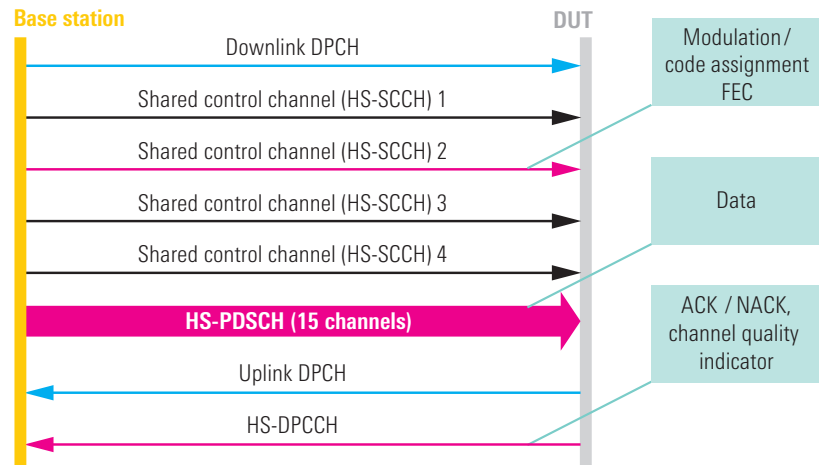 Base station
DUT
Downlink DPCH
Modulation /
code assignment
FEC
Shared control channel (HS-SCCH) 1
Shared control channel (HS-SCCH) 2
Data
Shared control channel (HS-SCCH) 3
Shared control channel (HS-SCCH) 4
HS-PDSCH (15 channels)
ACK / NACK,
channel quality
indicator
Uplink DPCH
HS-DPCCH